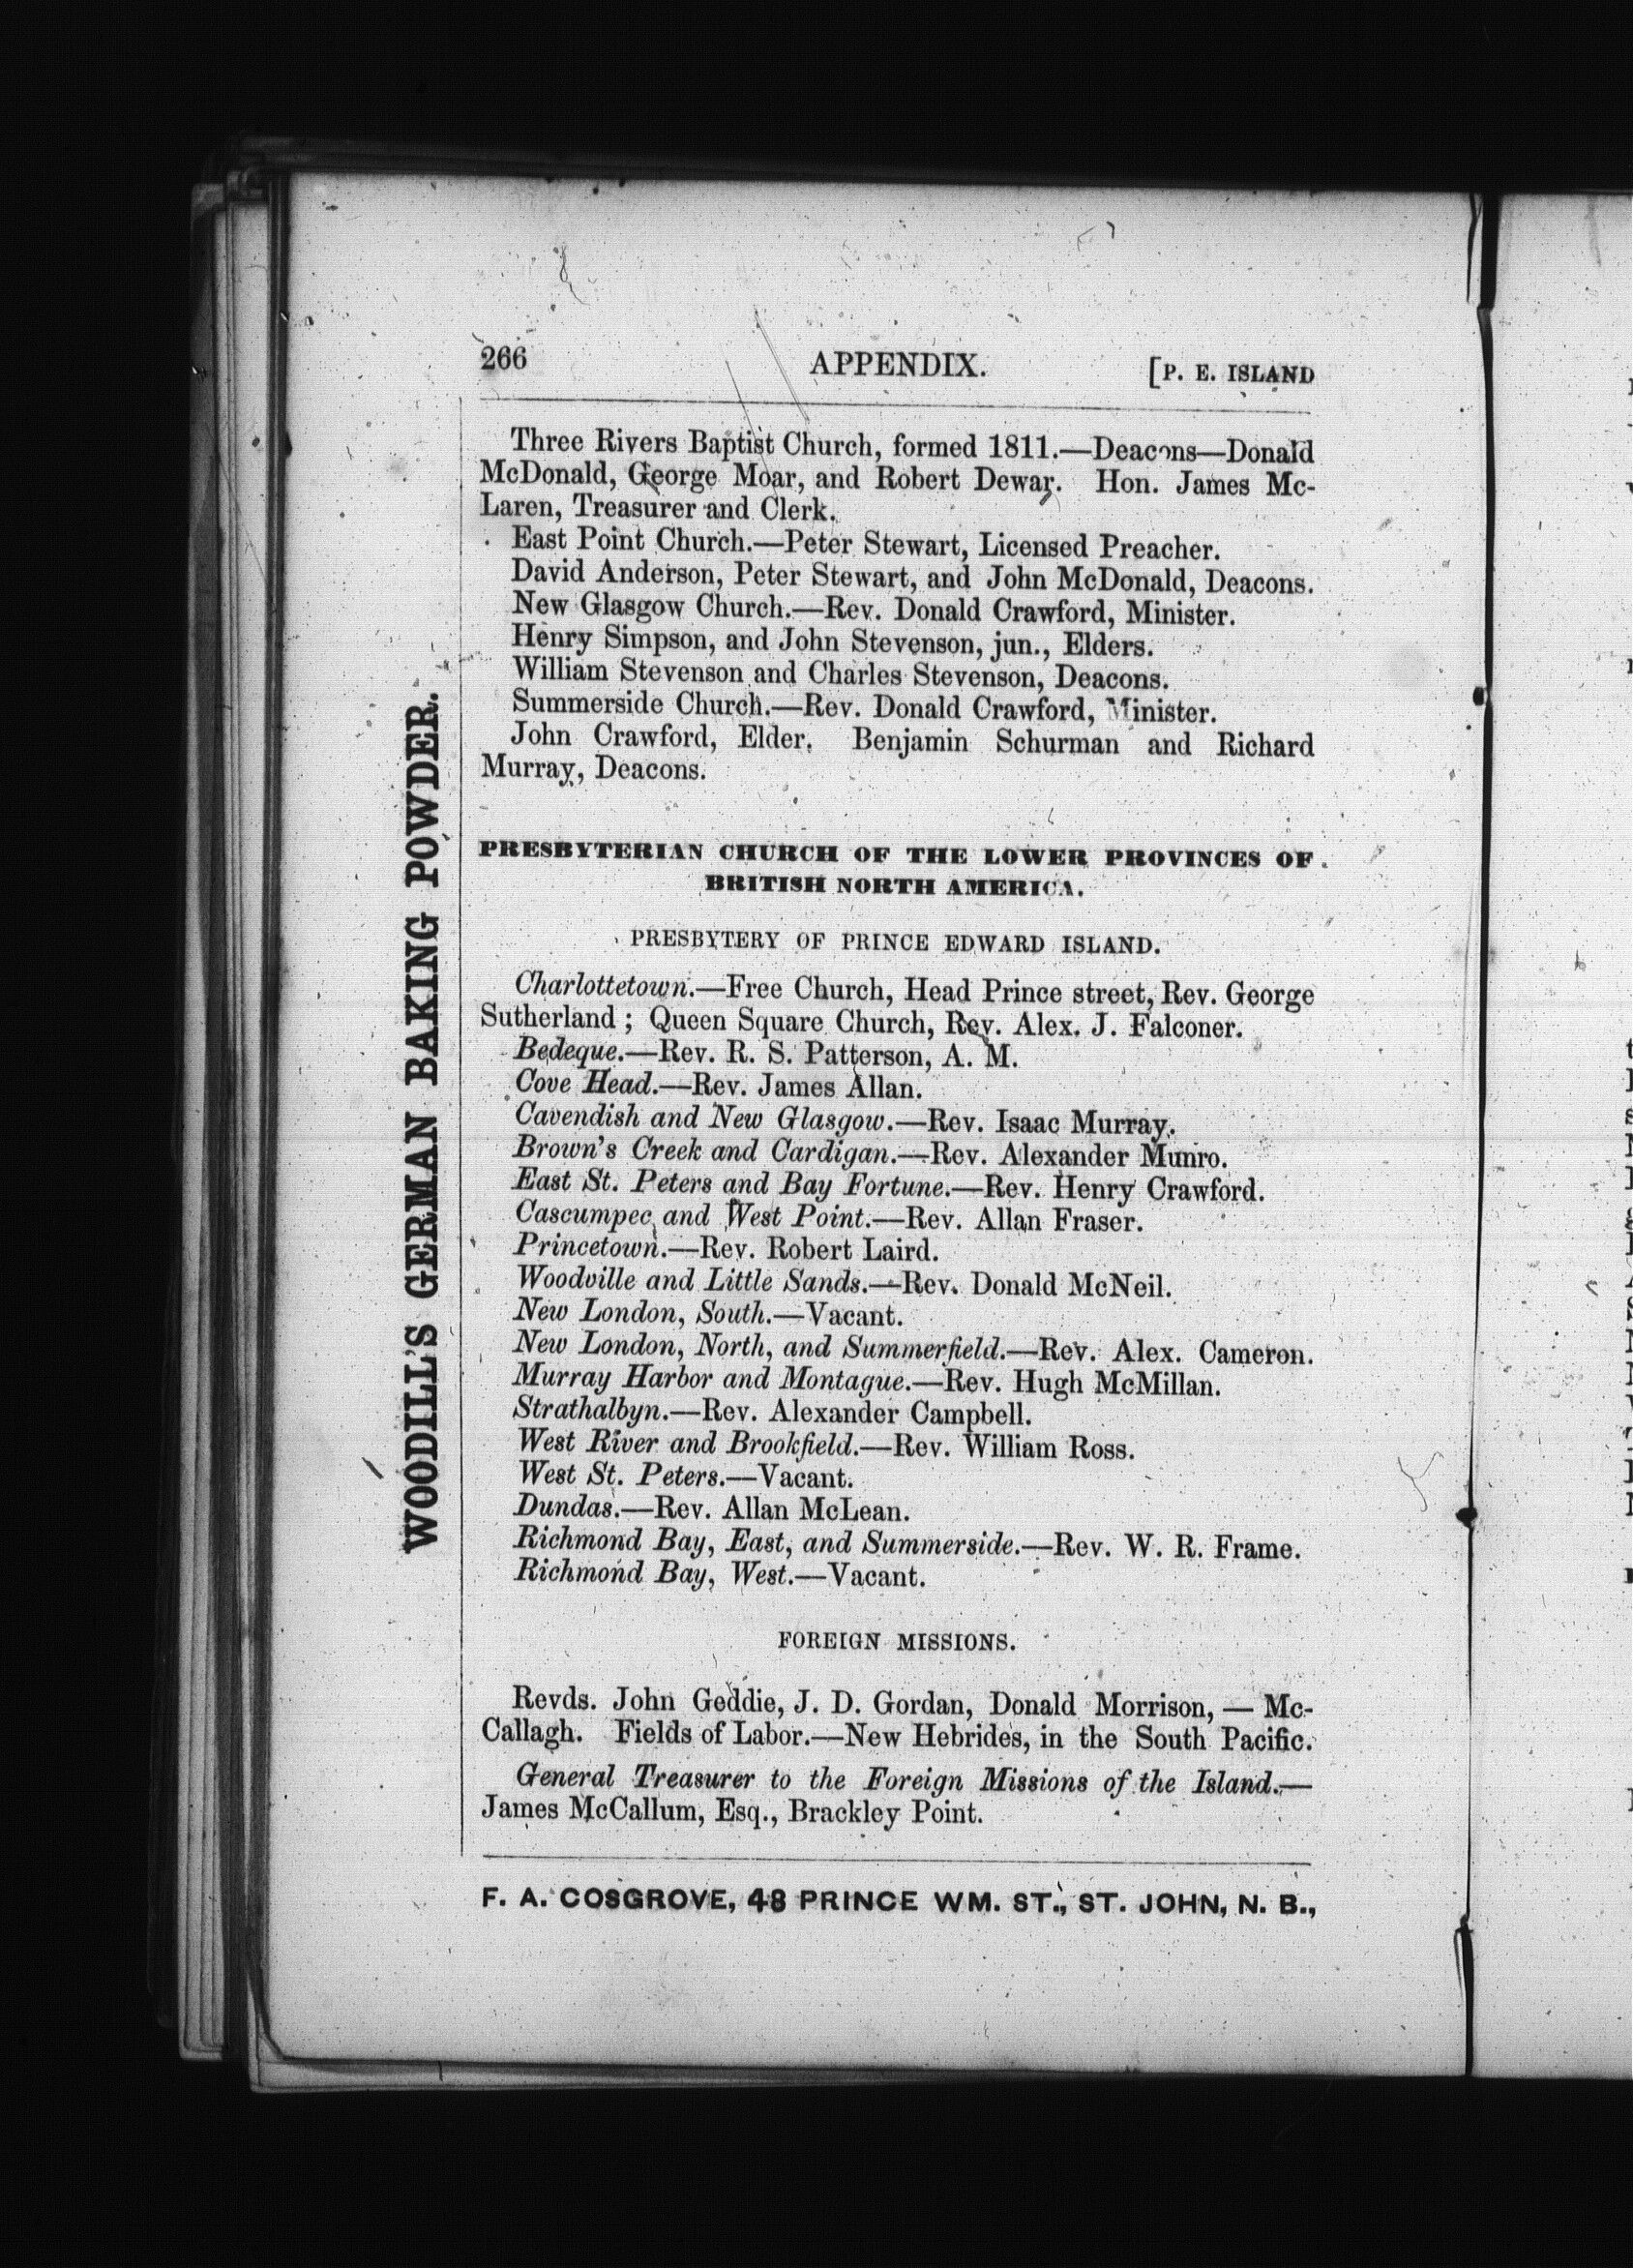 266 APPENDIX. [P. E. ISLAND
Three Rivers Baptist Church, formed 1811.—Deacons—Donald
McDonald, George Moar, and Robert Dewar. Hon. James Mc-
Laren, Treasurer and Clerk.
East Point Church.—Peter Stewart, Licensed Preacher.
David Anderson, Peter Stewart, and John McDonald, Deacons.
New Glasgow Church.—Rev. Donald Crawford, Minister.
Henry Simpson, and John Stevenson, jun., Elders.
William Stevenson and Charles Stevenson, Deacons.
Summerside Church.—Rev. Donald Crawford, Minister.
John Crawford, Elder. Benjamin Schurman and Richard
Murray, Deacons.
PRESBYTERIAN CHURCH OF THE LOWER PROVINCES OF
BRITISH NORTH AMERICA.
PRESBYTERY OF PRINCE EDWARD ISLAND.
Charlottetown.—Free Church, Head Prince street, Rev. George
Sutherland; Queen Square Church, Rev. Alex. J. Falconer.
Bedeque.—Rev. R. S. Patterson, A. M.
Cove Head.—Rev. James Allan.
Cavendish and New Glasgow.—Rev. Isaac Murray.
Brown's Creek and Cardigan.—Rev. Alexander Munro.
East St. Peters and Bay Fortune.—Rev. Henry Crawford.
Cascumpec and West Point.—Rev. Allan Fraser.
Princetown.—Rev. Robert Laird.
Woodville and Little Sands.—Rev. Donald McNeil.
New London, South.—Vacant.
New London, North, and Summerfield.—Rev. Alex. Cameron.
Murray Harbor and Montague.—Rev. Hugh McMillan.
Strathalbyn.—Rev. Alexander Campbell.
West River and Brookfield.—Rev. William Ross.
West St. Peters.—Vacant.
Dundas.—Rev. Allan McLean.
Richmond Bay, East, and Summerside.—Rev. W. R. Frame.
Richmond Bay, West.—Vacant.
FOREIGN MISSIONS.
Revds. John Geddie, J. D. Gordan, Donald Morrison, — Mc-
Callagh. Fields of Labor.—New Hebrides, in the South Pacific.
General Treasurer to the Foreign Missions of the Island.—
James McCallum, Esq., Brackley Point.
F. A. COSGROVE, 48 PRINCE WM. ST., ST. JOHN, N. B.,
WOODILL'S GERMAN BAKING POWDER.